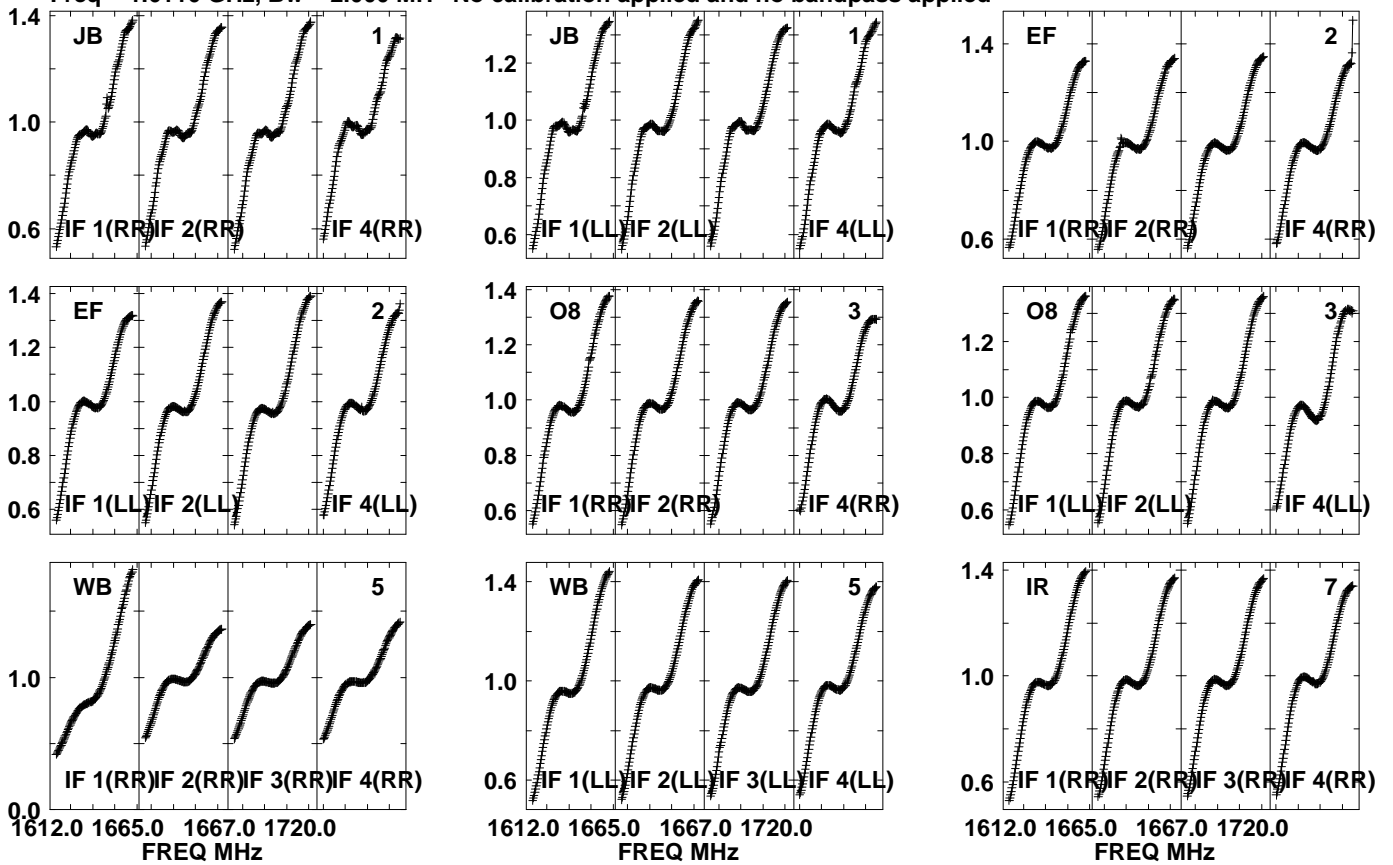 No calibration applied and no bandpass applied
JB 1
1.4
1.0
0.6
IF 1(RR) IF 2(RR) IF 4(RR)
JB 1
1.2
1.0
0.8
0.6
IF 1(LL) IF 2(LL) IF 4(LL)
EF 2
1.4
1.0
0.6
IF 1(RR) IF 2(RR) IF 4(RR)
EF 2
1.4
1.2
1.0
0.8
0.6
IF 1(LL) IF 2(LL) IF 4(LL)
O8 3
1.4
1.2
1.0
0.8
0.6
IF 1(RR) IF 2(RR) IF 4(RR)
O8 3
1.2
1.0
0.8
0.6
IF 1(LL) IF 2(LL) IF 4(LL)
WB 5
1.0
0.0
IF 1(RR) IF 2(RR) IF 3(RR) IF 4(RR)
1612.0 1665.0 1667.0 1720.0
FREQ MHz
WB 5
1.4
1.0
0.6
IF 1(LL) IF 2(LL) IF 3(LL) IF 4(LL)
1612.0 1665.0 1667.0 1720.0
FREQ MHz
IR 7
1.4
1.0
0.6
IF 1(RR) IF 2(RR) IF 3(RR) IF 4(RR)
1612.0 1665.0 1667.0 1720.0
FREQ MHz